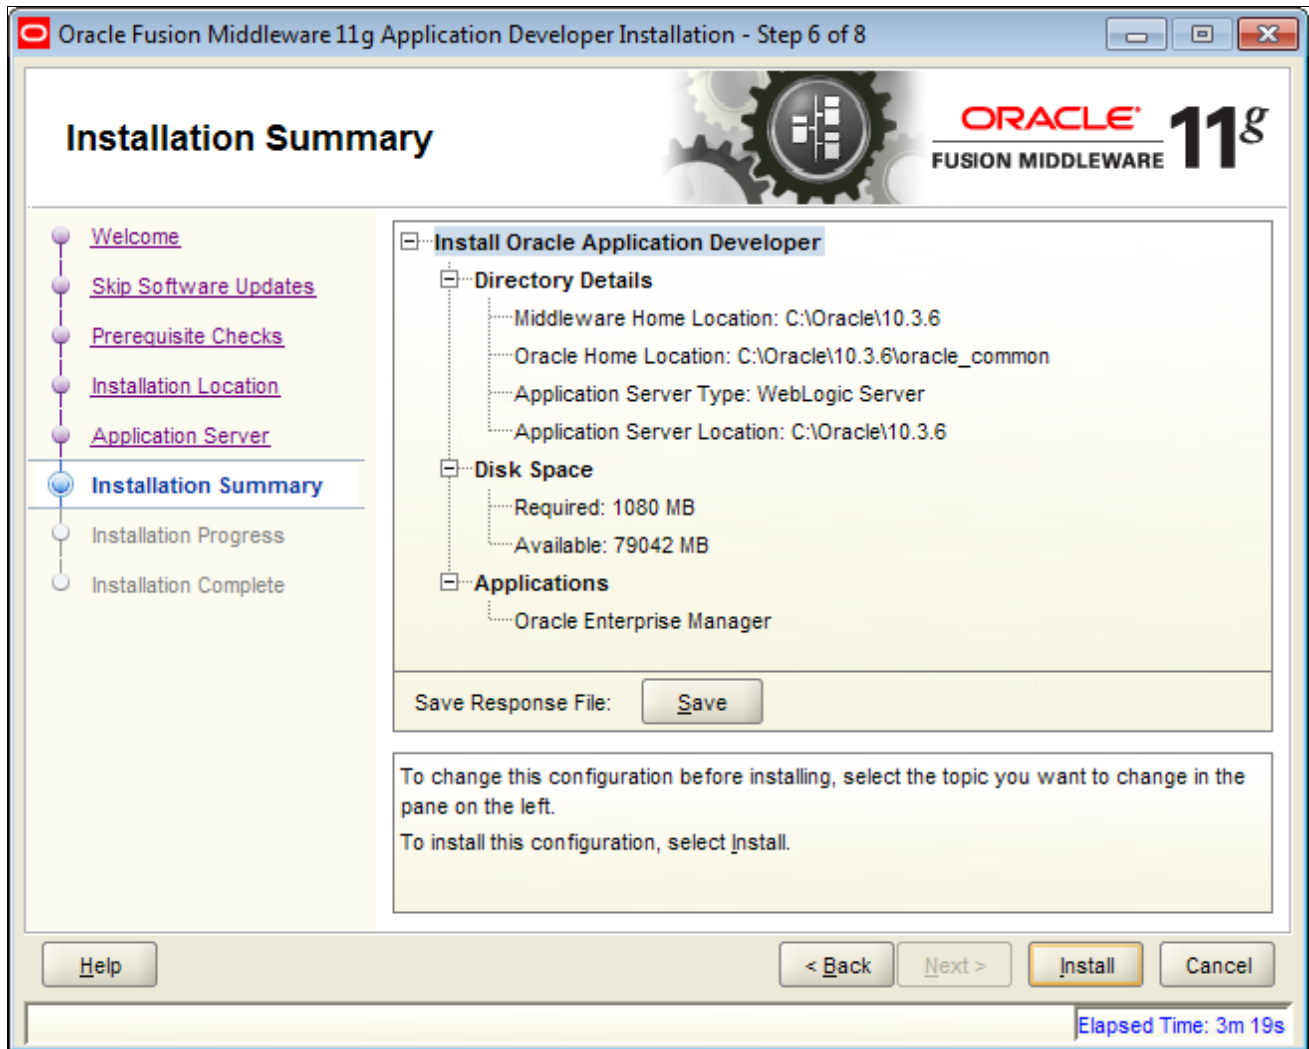 Oracle Fusion Middleware 11g Application Developer Installation - Step 6 of 8
Installation Summary
ORACLE
FUSION MIDDLEWARE
11g
Welcome
Skip Software Updates
Prerequisite Checks
Installation Location
Application Server
Installation Summary
Installation Progress
Installation Complete
Install Oracle Application Developer
Directory Details
Middleware Home Location: C:\Oracle\10.3.6
Oracle Home Location: C:\Oracle\10.3.6\oracle_common
Application Server Type: WebLogic Server
Application Server Location: C:\Oracle\10.3.6
Disk Space
Required: 1080 MB
Available: 79042 MB
Applications
Oracle Enterprise Manager
Save Response File: Save
To change this configuration before installing, select the topic you want to change in the
pane on the left.
To install this configuration, select Install.
Help < Back Next > Install Cancel
Elapsed Time: 3m 19s